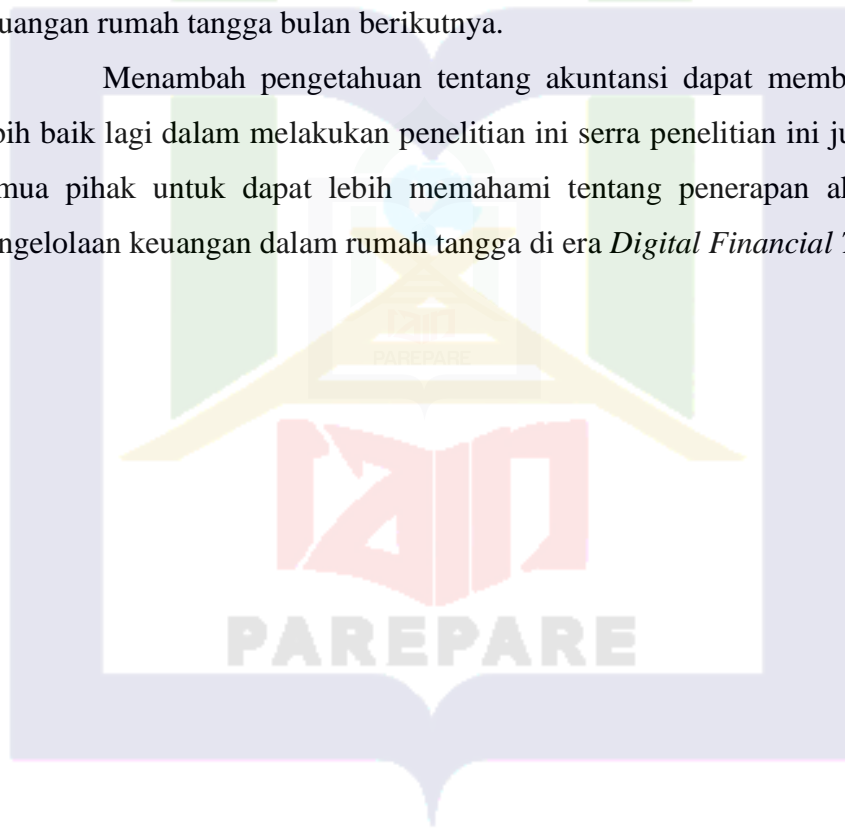 uangan rumah tangga bulan berikutnya.
Menambah pengetahuan tentang akuntansi dapat memb
bih baik lagi dalam melakukan penelitian ini serra penelitian ini ju
mua pihak untuk dapat lebih memahami tentang penerapan ak
ngelolaan keuangan dalam rumah tangga di era Digital Financial T
PAREPARE
PAREPARE